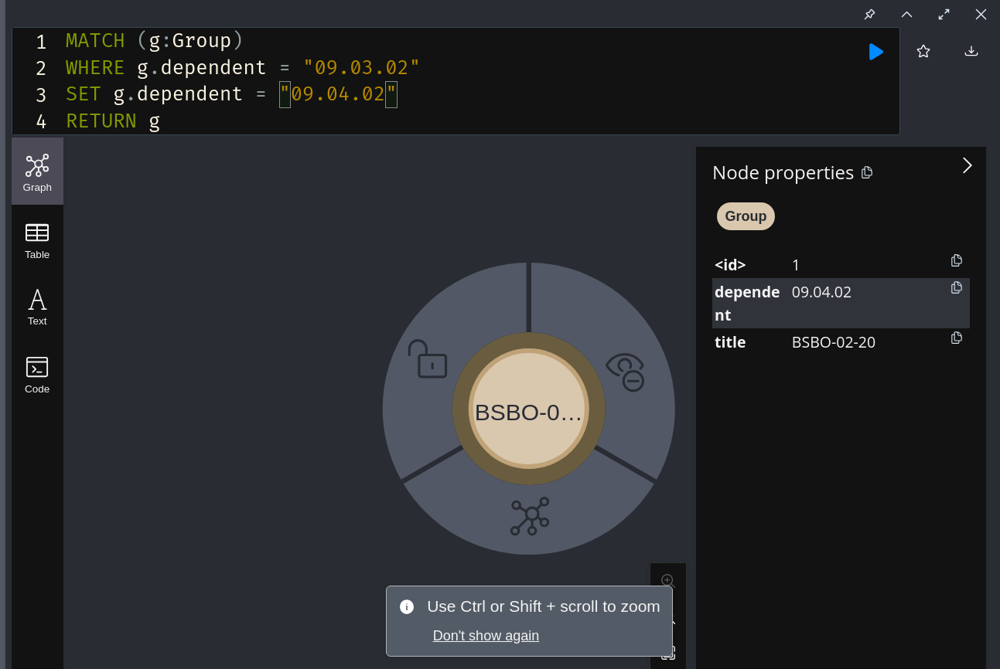 1 MATCH (g:Group)
2 WHERE g.dependent = "09.03.02"
3 SET g.dependent = "09.04.02"
4 RETURN g
Graph
Table
Text
Code
BSBO-0...
Node properties
Group
<id> 1
depende 09.04.02
nt
title BSBO-02-20
Use Ctrl or Shift + scroll to zoom
Don't show again